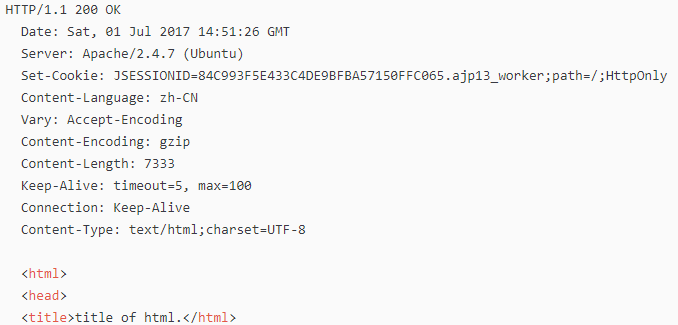 HTTP/1.1 200 OK
Date: Sat, 01 Jul 2017 14:51:26 GMT
Server: Apache/2.4.7 (Ubuntu)
Set-Cookie: JSESSIONID=84C993F5E433C4DE9BFBA57150FFC065.ajp13_worker;path=/;HttpOnly
Content-Language: zh-CN
Vary: Accept-Encoding
Content-Encoding: gzip
Content-Length: 7333
Keep-Alive: timeout=5, max=100
Connection: Keep-Alive
Content-Type: text/html;charset=UTF-8
<html>
<head>
<title>title of html.</html>